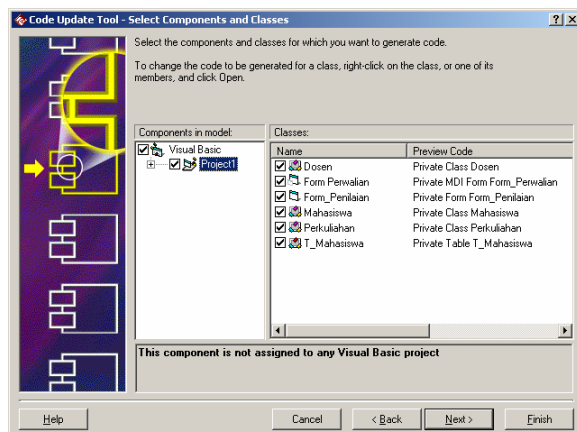 Code Update Tool - Select Components and Classes
Select the components and classes for which you want to generate code.
To change the code to be generated for a class, right-click on the class, or one of its
members, and click Open.
Components in model:
Visual Basic
Project1
Classes:
Name Preview Code
Dosen Private Class Dosen
Form Perwalian Private MDI Form Form_Perwalian
Form_Penilaian Private Form Form_Penilaian
Mahasiswa Private Class Mahasiswa
Perkuliahan Private Class Perkuliahan
T_Mahasiswa Private Table T_Mahasiswa
This component is not assigned to any Visual Basic project
Help Cancel < Back Next > Finish